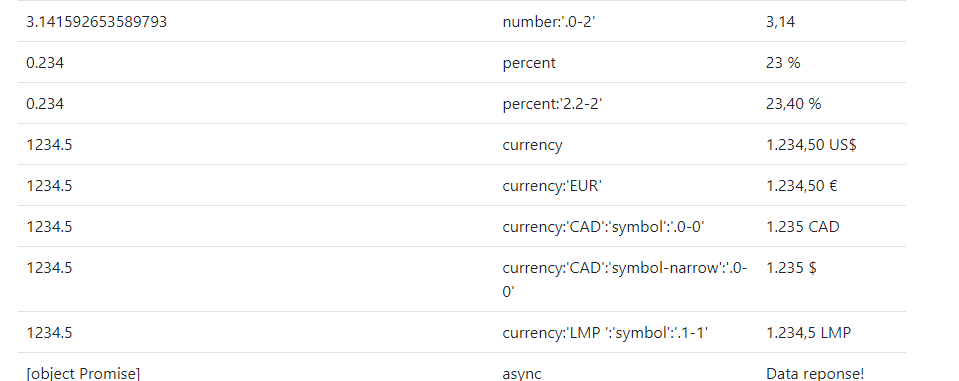 3.141592653589793 number:'.0-2' 3,14
0.234 percent 23 %
0.234 percent:'2.2-2' 23,40 %
1234.5 currency 1.234,50 US$
1234.5 currency:'EUR' 1.234,50 €
1234.5 currency:'CAD':'symbol':'.0-0' 1.235 CAD
1234.5 currency:'CAD':'symbol-narrow':'.0- 1.235 $
0'
1234.5 currency:'LMP ':'symbol':'.1-1' 1.234,5 LMP
[object Promise] async Data reponse!